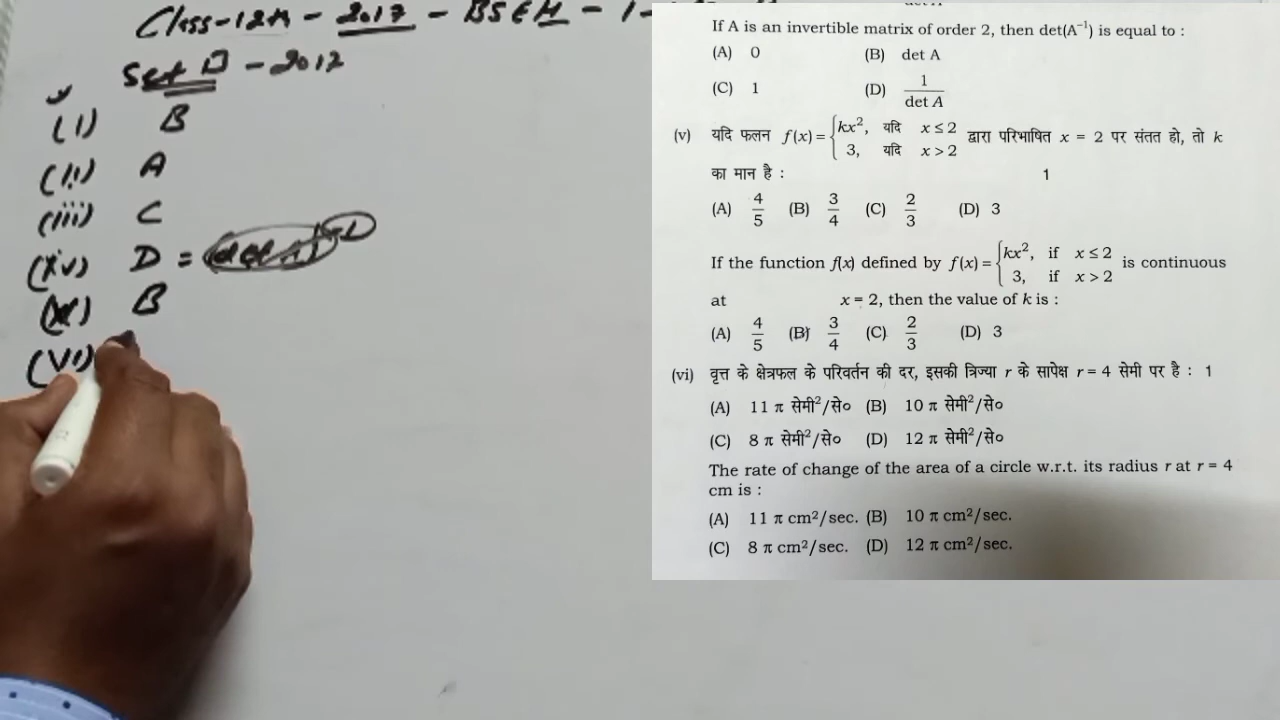 Class-12th - 2017 - BSEH - 1-
Set D - 2017
(i) B
(ii) A
(iii) C
(iv) D = D
(v) B
(VI)
If A is an invertible matrix of order 2, then det(A⁻¹) is equal to :
(A) 0 (B) det A
(C) 1 (D) 1/det A
(v) यदि फलन f(x) = { kx², यदि x ≤ 2
3, यदि x > 2 द्वारा परिभाषित x = 2 पर संतत हो, तो k
का मान है : 1
(A) 4/5 (B) 3/4 (C) 2/3 (D) 3
If the function f(x) defined by f(x) = { kx², if x ≤ 2
3, if x > 2 is continuous
at x = 2, then the value of k is :
(A) 4/5 (B) 3/4 (C) 2/3 (D) 3
(vi) वृत्त के क्षेत्रफल के परिवर्तन की दर, इसकी त्रिज्या r के सापेक्ष r = 4 सेमी पर है : 1
(A) 11 π सेमी²/से० (B) 10 π सेमी²/से०
(C) 8 π सेमी²/से० (D) 12 π सेमी²/से०
The rate of change of the area of a circle w.r.t. its radius r at r = 4
cm is :
(A) 11 π cm²/sec. (B) 10 π cm²/sec.
(C) 8 π cm²/sec. (D) 12 π cm²/sec.